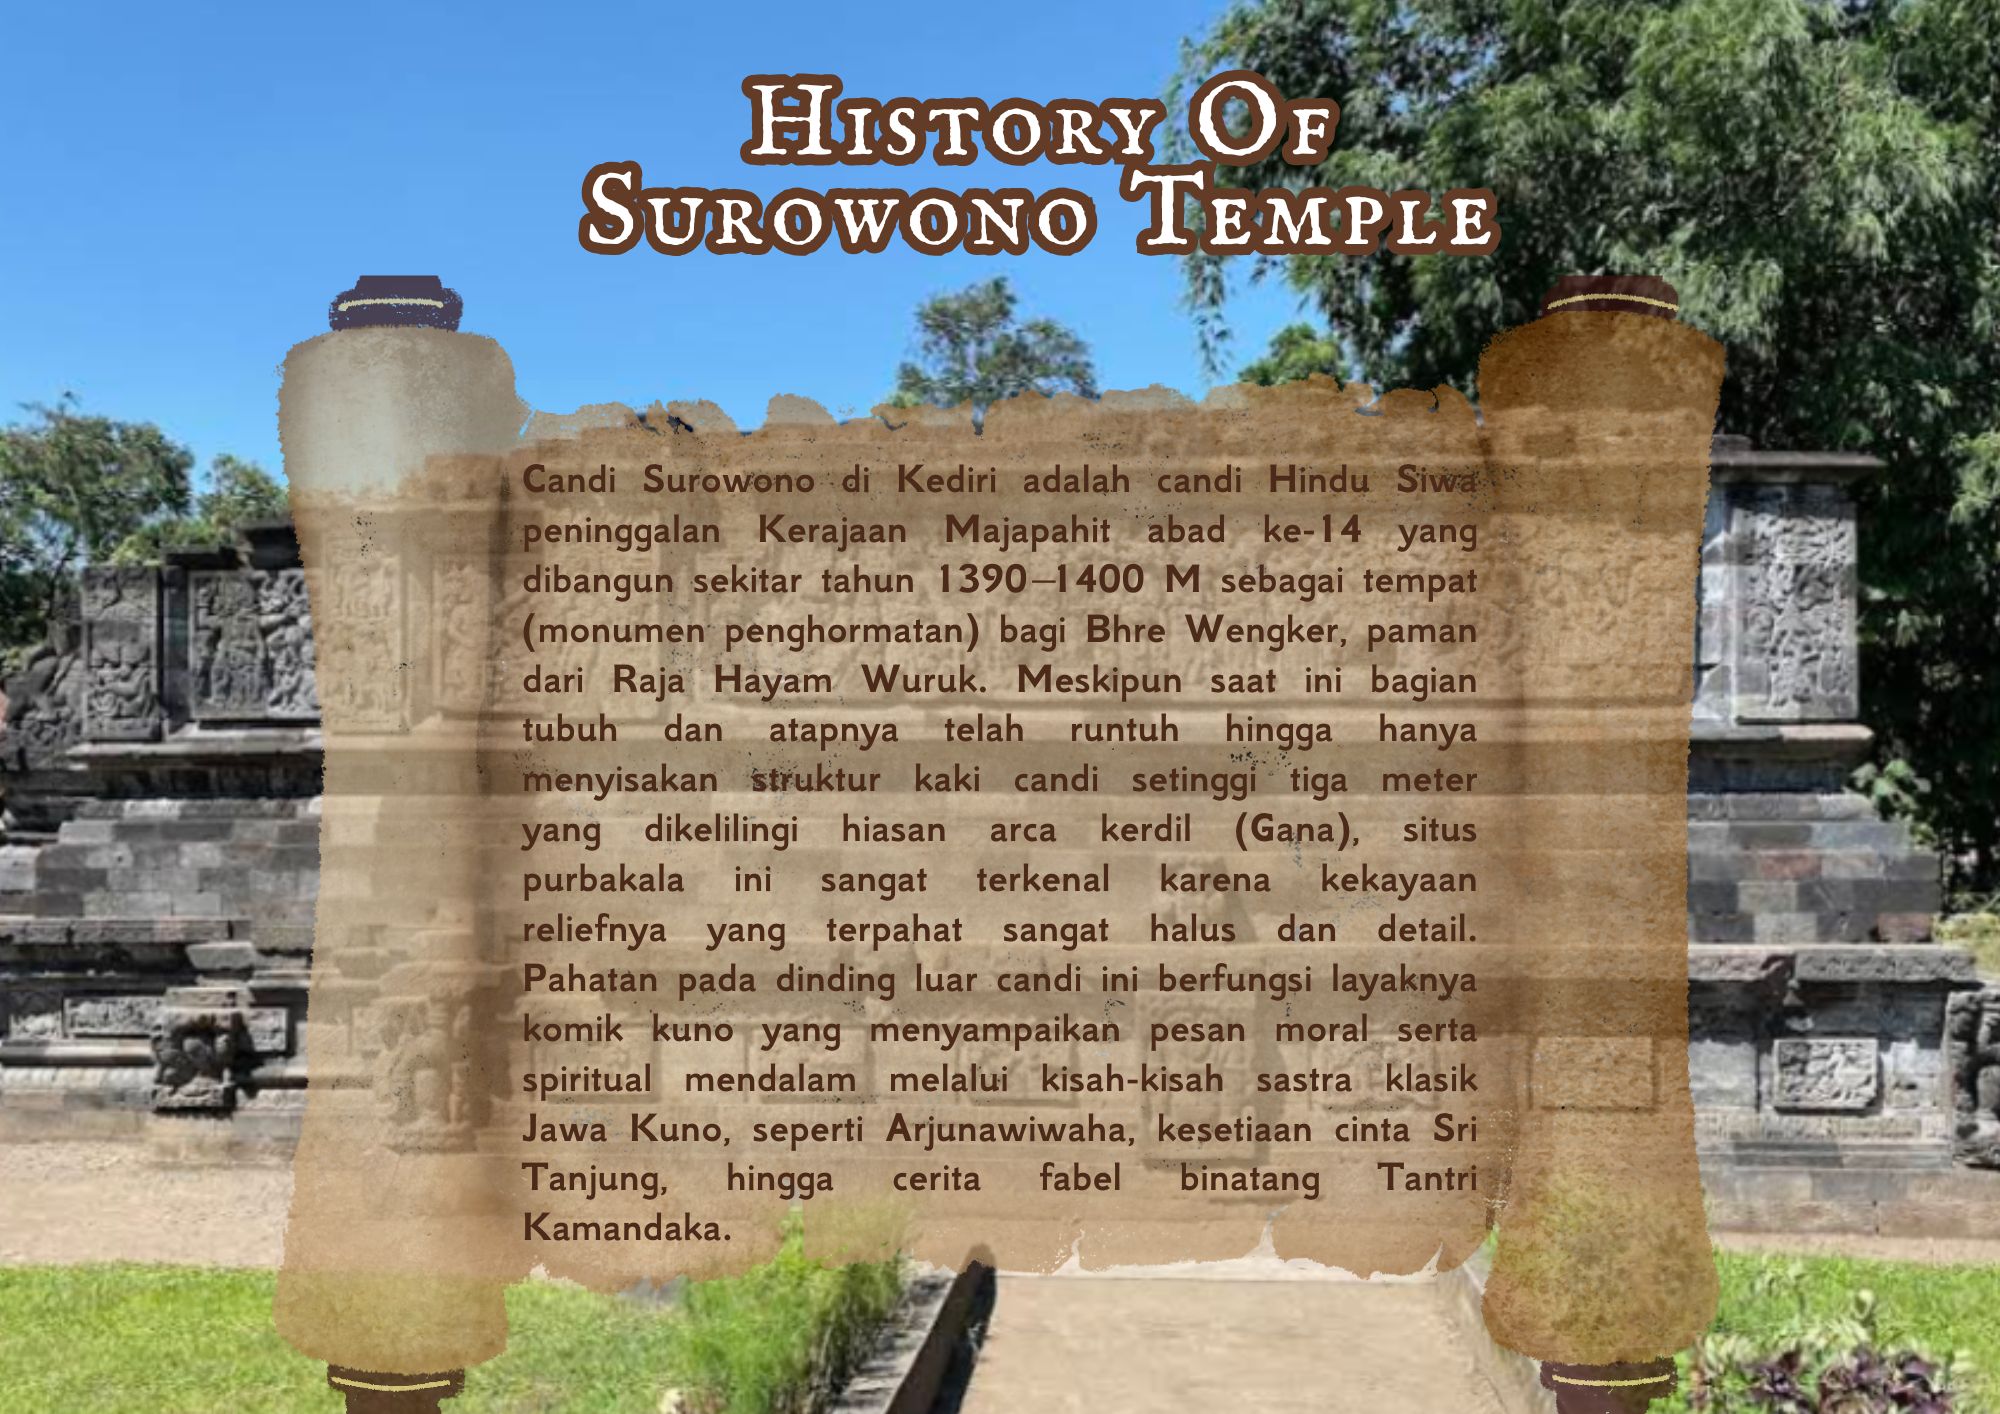 History Of
Surowono Temple
Candi Surowono di Kediri adalah candi Hindu Siwa
peninggalan Kerajaan Majapahit abad ke-14 yang
dibangun sekitar tahun 1390–1400 M sebagai tempat
(monumen penghormatan) bagi Bhre Wengker, paman
dari Raja Hayam Wuruk. Meskipun saat ini bagian
tubuh dan atapnya telah runtuh hingga hanya
menyisakan struktur kaki candi setinggi tiga meter
yang dikelilingi hiasan arca kerdil (Gana), situs
purbakala ini sangat terkenal karena kekayaan
reliefnya yang terpahat sangat halus dan detail.
Pahatan pada dinding luar candi ini berfungsi layaknya
komik kuno yang menyampaikan pesan moral serta
spiritual mendalam melalui kisah-kisah sastra klasik
Jawa Kuno, seperti Arjunawiwaha, kesetiaan cinta Sri
Tanjung, hingga cerita fabel binatang Tantri
Kamandaka.